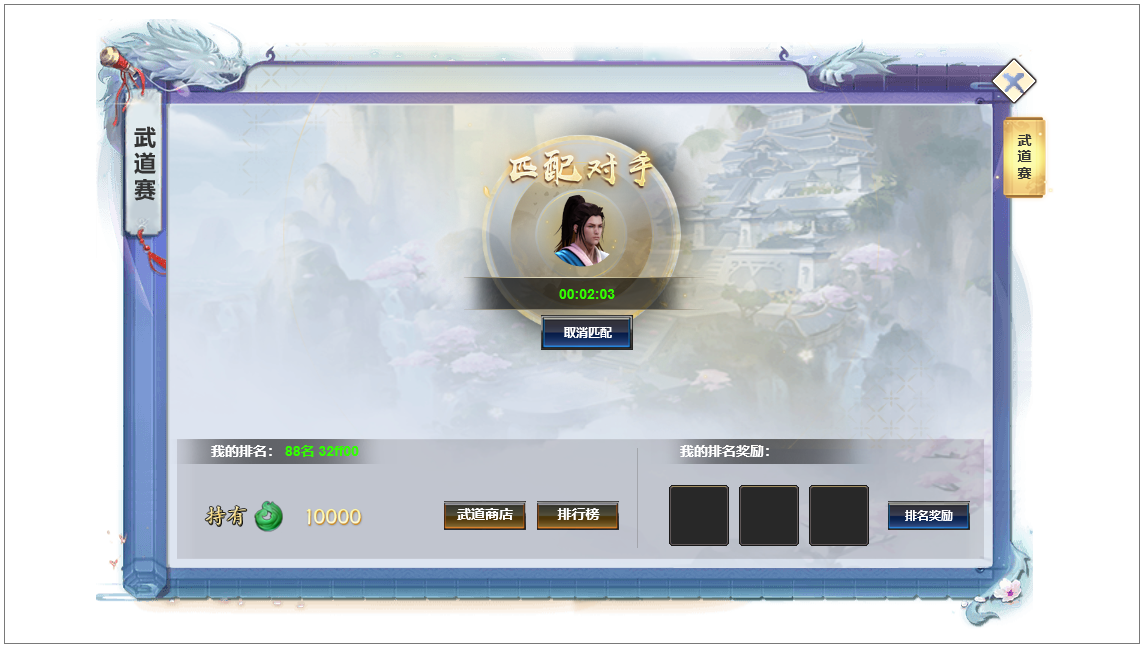 武道赛
武道赛
匹配对手
00:02:03
取消匹配
我的排名： 88名 32ff00
我的排名奖励：
持有 10000
武道商店
排行榜
排名奖励